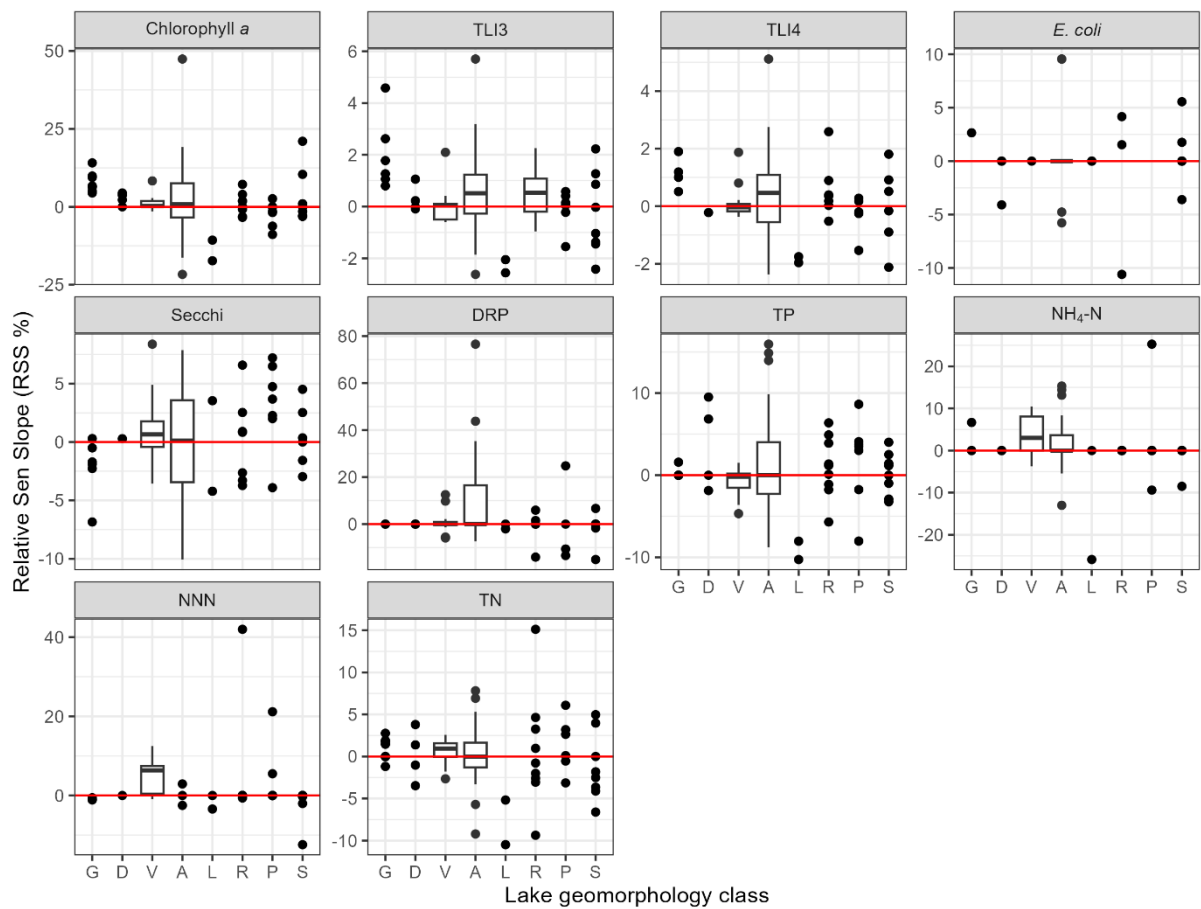 Chlorophyll a
TLI3
TLI4
E. coli
50
25
0
-25
6
4
2
0
-2
4
2
0
-2
10
5
0
-5
-10
Secchi
DRP
TP
NH₄-N
5
0
-5
-10
80
60
40
20
0
10
0
-10
20
10
0
-10
-20
G D V A L R P S
G D V A L R P S
NNN
TN
40
20
0
15
10
5
0
-5
-10
G D V A L R P S
G D V A L R P S
Relative Sen Slope (RSS %)
Lake geomorphology class